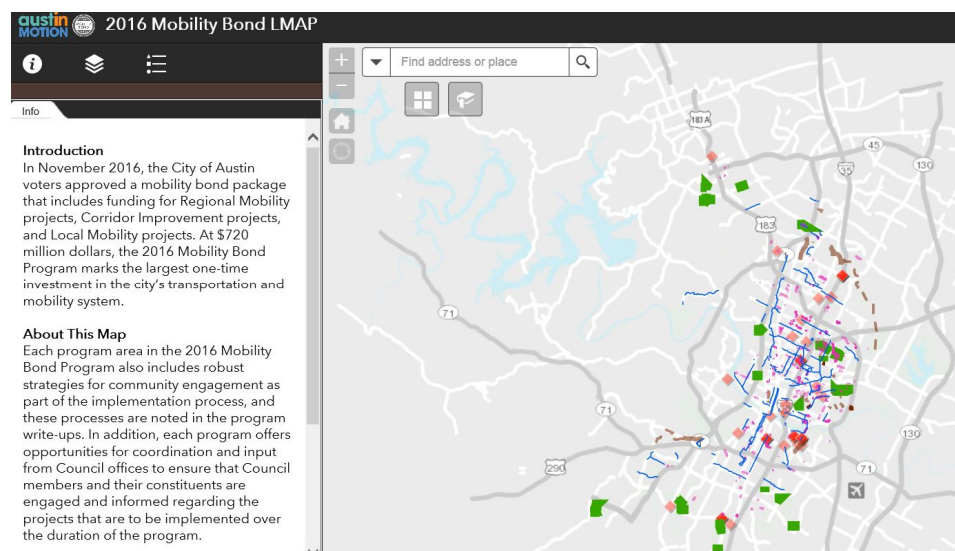 austin
MOTION
2016 Mobility Bond LMAP
Find address or place
Info
Introduction
In November 2016, the City of Austin
voters approved a mobility bond package
that includes funding for Regional Mobility
projects, Corridor Improvement projects,
and Local Mobility projects. At $720
million dollars, the 2016 Mobility Bond
Program marks the largest one-time
investment in the city's transportation and
mobility system.
About This Map
Each program area in the 2016 Mobility
Bond Program also includes robust
strategies for community engagement as
part of the implementation process, and
these processes are noted in the program
write-ups. In addition, each program offers
opportunities for coordination and input
from Council offices to ensure that Council
members and their constituents are
engaged and informed regarding the
projects that are to be implemented over
the duration of the program.
183 A
45
130
35
183
71
71
130
290
71